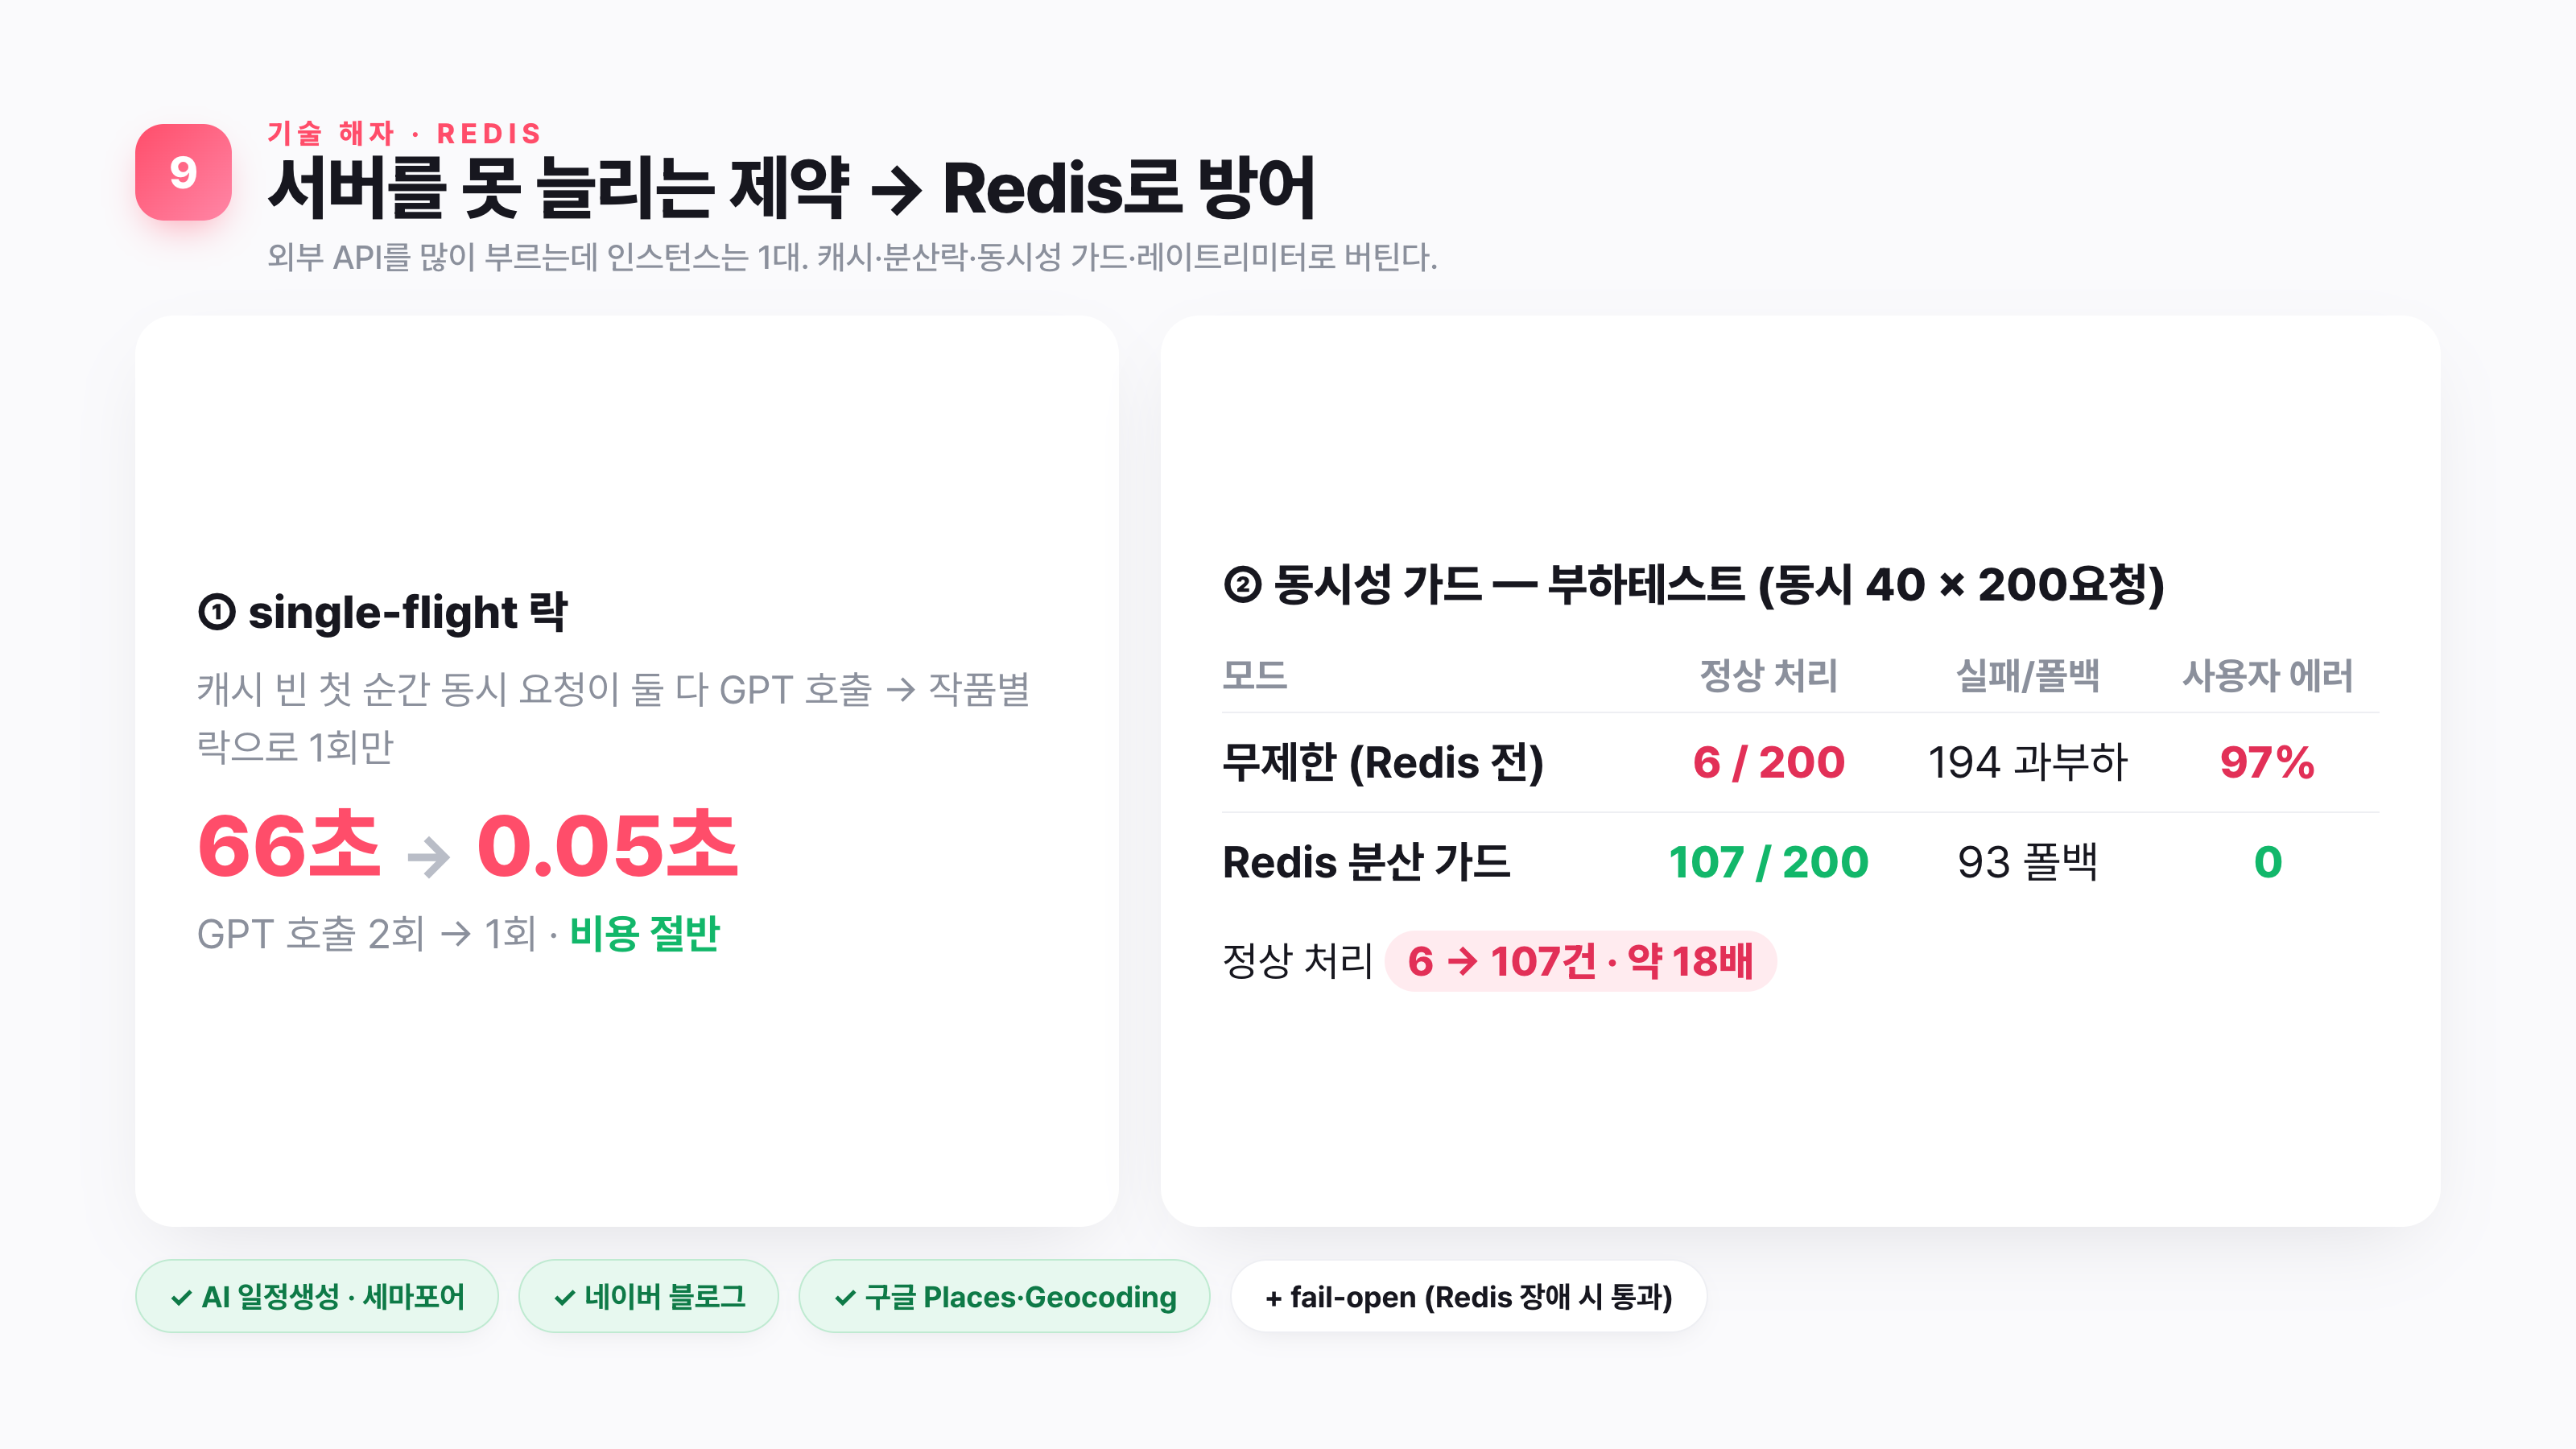 9
기술 해자 · REDIS
서버를 못 늘리는 제약 → Redis로 방어
외부 API를 많이 부르는데 인스턴스는 1대. 캐시·분산락·동시성 가드·레이트리미터로 버틴다.
① single-flight 락
캐시 빈 첫 순간 동시 요청이 둘 다 GPT 호출 → 작품별
락으로 1회만
66초 → 0.05초
GPT 호출 2회 → 1회 · 비용 절반
② 동시성 가드 — 부하테스트 (동시 40 × 200요청)
모드 정상 처리 실패/폴백 사용자 에러
무제한 (Redis 전) 6 / 200 194 과부하 97%
Redis 분산 가드 107 / 200 93 폴백 0
정상 처리 6 → 107건 · 약 18배
✓ AI 일정생성 · 세마포어
✓ 네이버 블로그
✓ 구글 Places·Geocoding
+ fail-open (Redis 장애 시 통과)